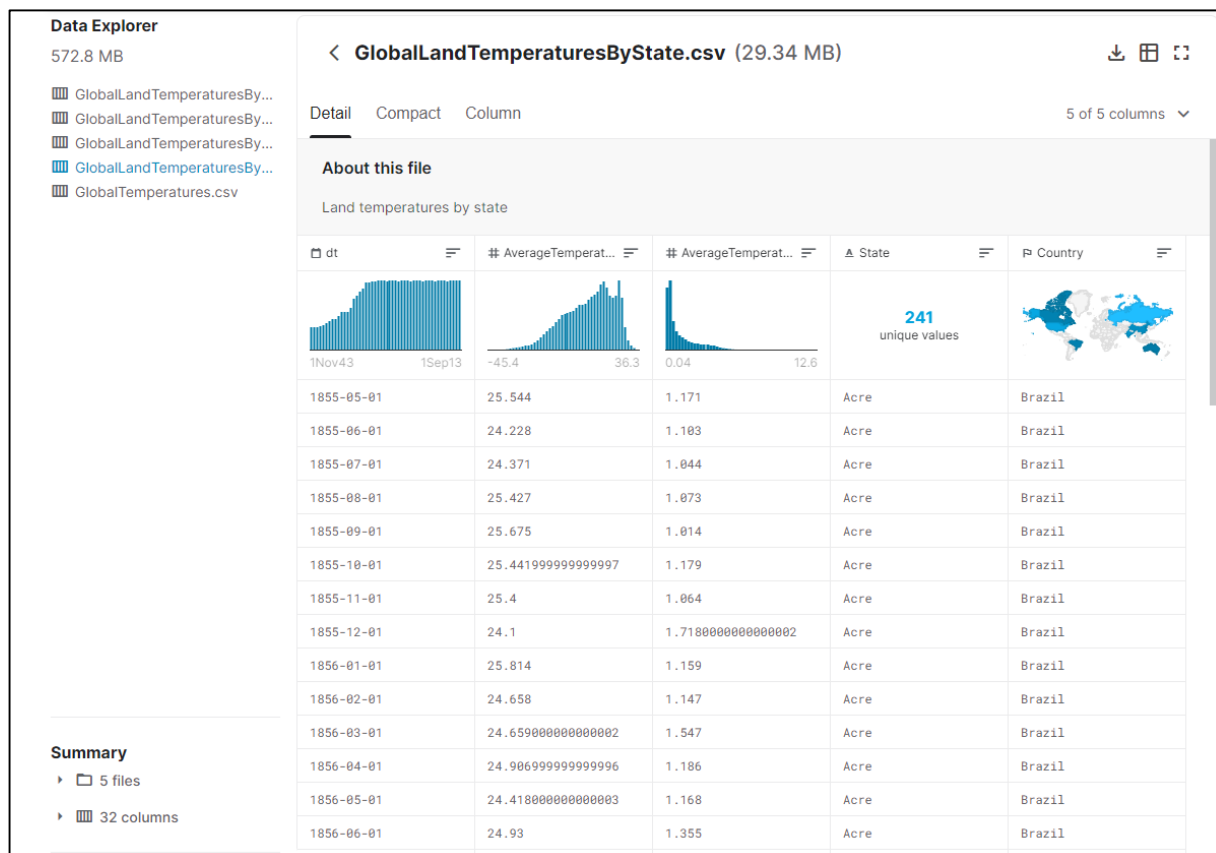 Data Explorer
572.8 MB
GlobalLandTemperaturesBy...
GlobalLandTemperaturesBy...
GlobalLandTemperaturesBy...
GlobalLandTemperaturesBy...
GlobalTemperatures.csv
Summary
5 files
32 columns
GlobalLandTemperaturesByState.csv (29.34 MB)
Detail Compact Column 5 of 5 columns
About this file
Land temperatures by state
dt # AverageTemperat... # AverageTemperat... A State Country
241
unique values
1Nov43 1Sep13 -45.4 36.3 0.04 12.6
1855-05-01 25.544 1.171 Acre Brazil
1855-06-01 24.228 1.103 Acre Brazil
1855-07-01 24.371 1.044 Acre Brazil
1855-08-01 25.427 1.073 Acre Brazil
1855-09-01 25.675 1.014 Acre Brazil
1855-10-01 25.441999999999997 1.179 Acre Brazil
1855-11-01 25.4 1.064 Acre Brazil
1855-12-01 24.1 1.7180000000000002 Acre Brazil
1856-01-01 25.814 1.159 Acre Brazil
1856-02-01 24.658 1.147 Acre Brazil
1856-03-01 24.659000000000002 1.547 Acre Brazil
1856-04-01 24.906999999999996 1.186 Acre Brazil
1856-05-01 24.418000000000003 1.168 Acre Brazil
1856-06-01 24.93 1.355 Acre Brazil